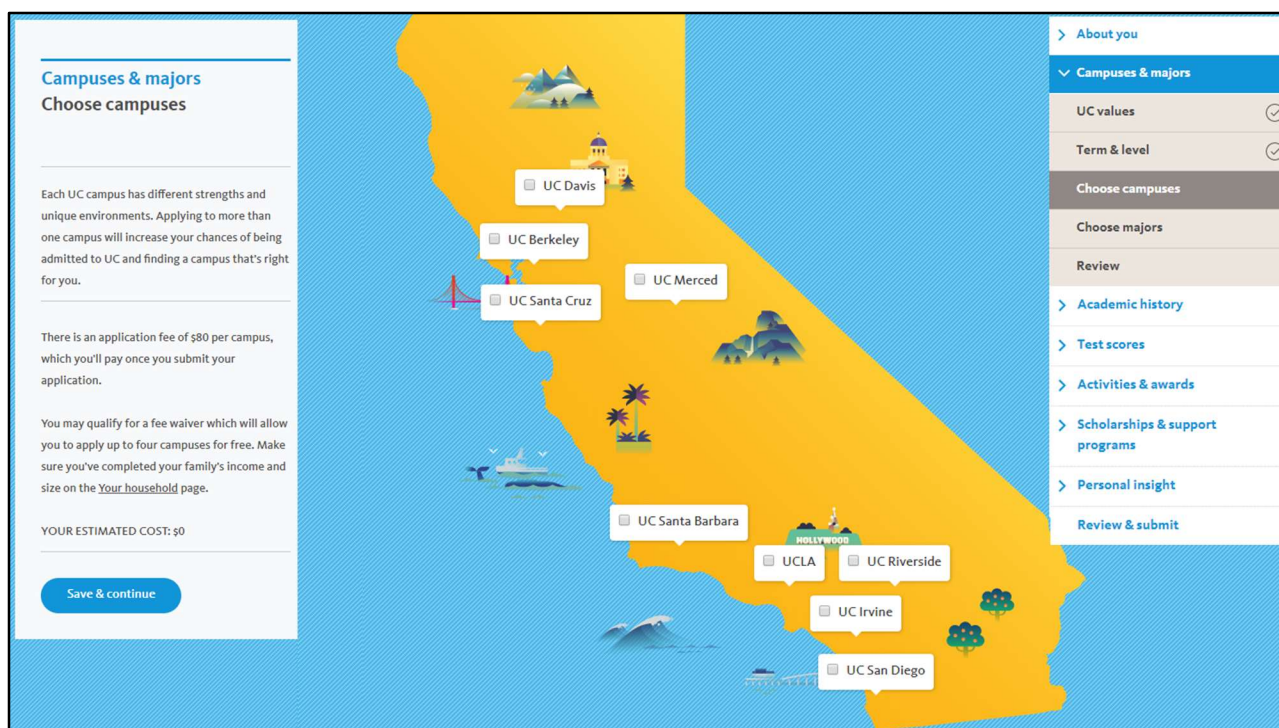 Campuses & majors
Choose campuses
Each UC campus has different strengths and
unique environments. Applying to more than
one campus will increase your chances of being
admitted to UC and finding a campus that's right
for you.
There is an application fee of $80 per campus,
which you'll pay once you submit your
application.
You may qualify for a fee waiver which will allow
you to apply up to four campuses for free. Make
sure you've completed your family's income and
size on the Your household page.
YOUR ESTIMATED COST: $0
Save & continue
UC Davis
UC Berkeley
UC Merced
UC Santa Cruz
UC Santa Barbara
HOLLYWOOD
UCLA
UC Riverside
UC Irvine
UC San Diego
About you
Campuses & majors
UC values
Term & level
Choose campuses
Choose majors
Review
Academic history
Test scores
Activities & awards
Scholarships & support
programs
Personal insight
Review & submit